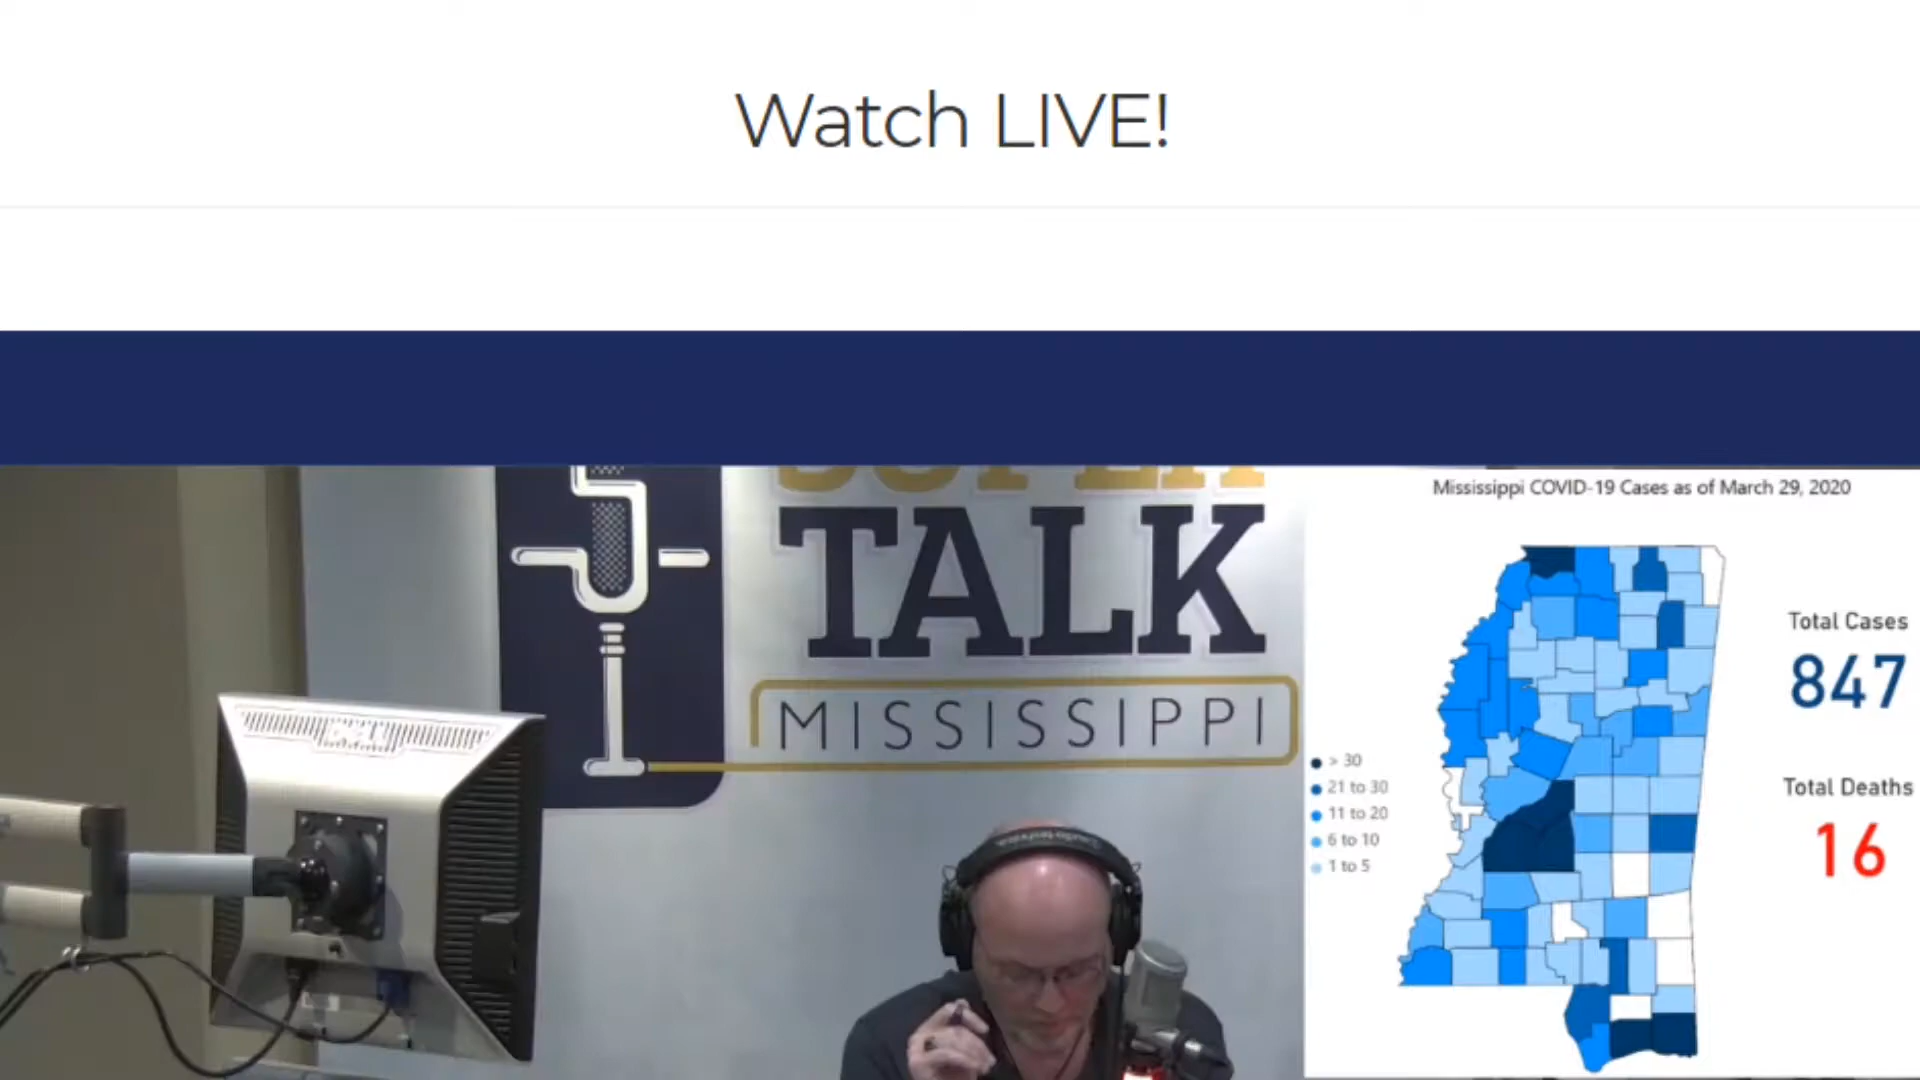 Watch LIVE!
SUPER
TALK
MISSISSIPPI
Mississippi COVID-19 Cases as of March 29, 2020
Total Cases
847
Total Deaths
16
> 30
21 to 30
11 to 20
6 to 10
1 to 5